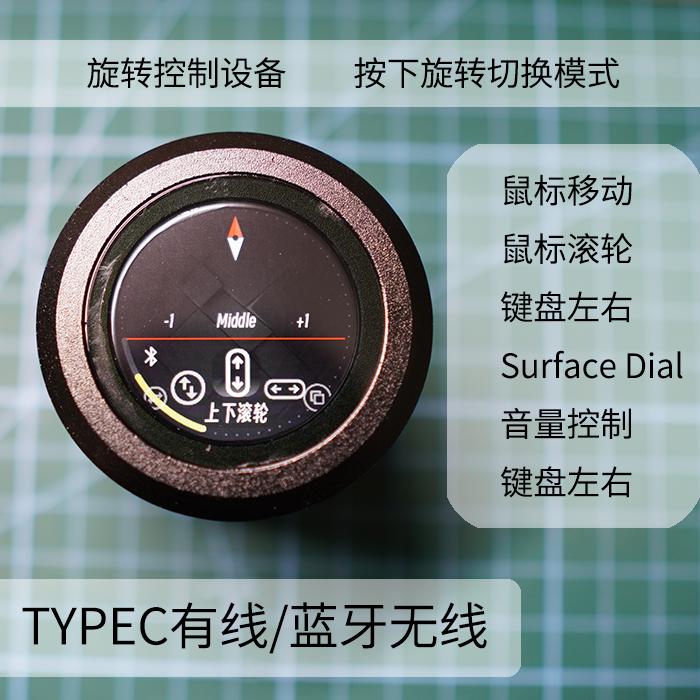 旋转控制设备 按下旋转切换模式
鼠标移动
鼠标滚轮
键盘左右
Surface Dial
音量控制
键盘左右
-1 Middle +1
上下滚轮
TYPEC有线/蓝牙无线